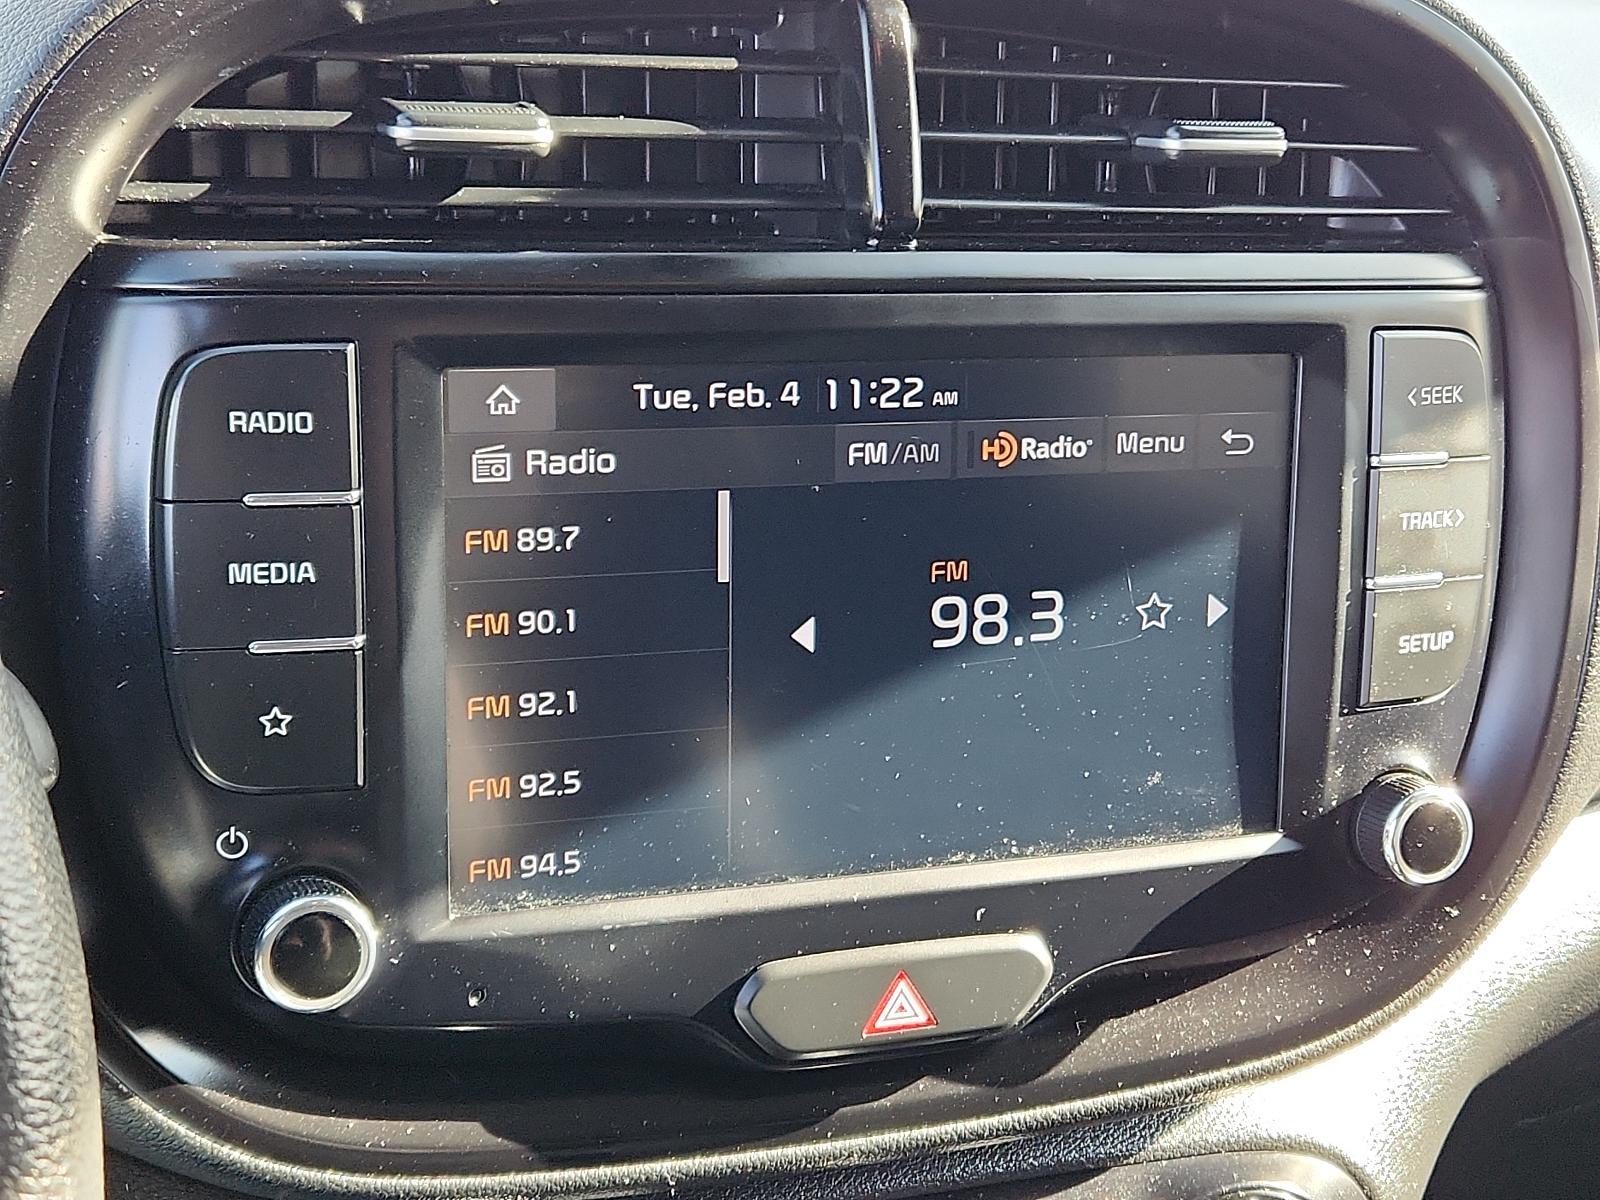 Tue, Feb. 4 11:22 AM
Radio FM/AM HD Radio Menu
FM 89.7
FM 90.1
FM 92.1
FM 92.5
FM 94.5
FM
98.3
RADIO
MEDIA
< SEEK
TRACK >
SETUP